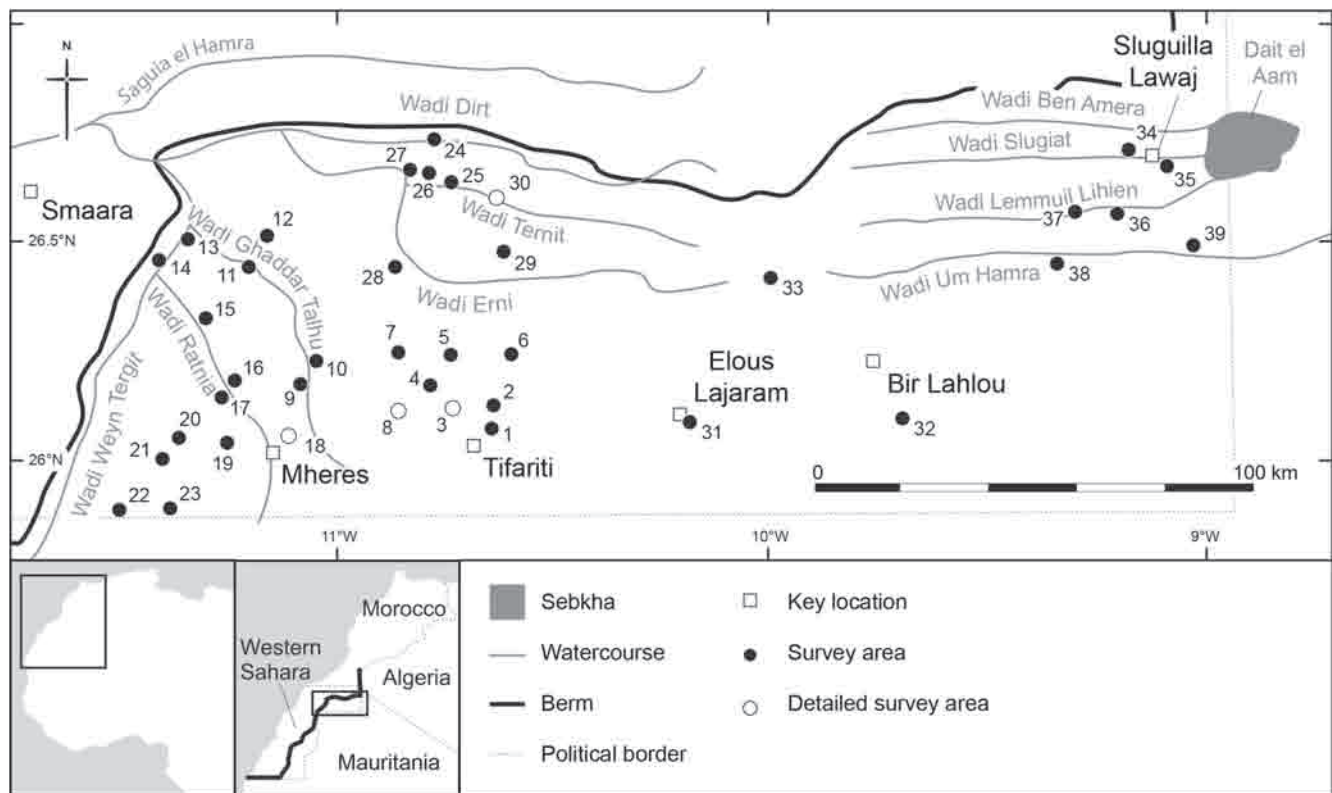 N
Saguia el Hamra
Wadi Dirt
Sluguilla
Lawaj
Dait el
Aam
Wadi Ben Amera
Wadi Slugiat
34
35
24
27
26
25
30
Smaara
Wadi Ghaddar Talhu
12
13
14
11
Wadi Ternit
Wadi Lemmuil Lihien
37
36
39
26.5°N
28
29
Wadi Erni
33
Wadi Um Hamra
38
15
Wadi Ratnia
Wadi Weyn Tergit
16
17
10
9
7
5
6
4
2
8
3
1
Elous
Lajaram
31
Bir Lahlou
32
20
21
19
18
26°N
Mheres
Tifariti
22
23
0
100 km
11°W
10°W
9°W
Morocco
Western
Sahara
Algeria
Mauritania
Sebkha
Key location
Watercourse
Survey area
Berm
Detailed survey area
Political border